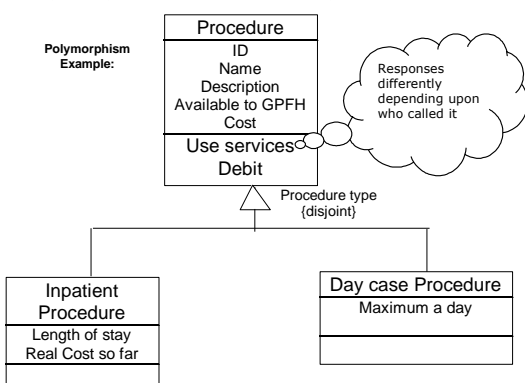 Polymorphism
Example:
Procedure
ID
Name
Description
Available to GPFH
Cost
Use services
Debit
Responses
differently
depending upon
who called it
Procedure type
{disjoint}
Inpatient
Procedure
Length of stay
Real Cost so far
Day case Procedure
Maximum a day